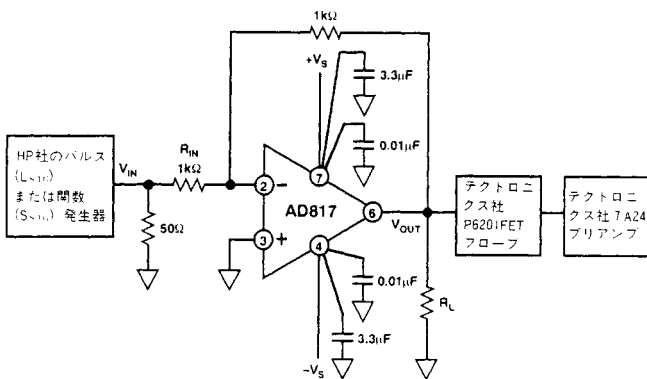 1kΩ
+Vs
3.3μF
0.01μF
HP社のパルス
または関数
発生器
VIN
RIN
1kΩ
50Ω
2
−
7
AD817
6
3
+
4
VOUT
テクトロニ
クス社
P6201FET
プローブ
テクトロニ
クス社7A24
プリアンプ
0.01μF
3.3μF
RL
−Vs